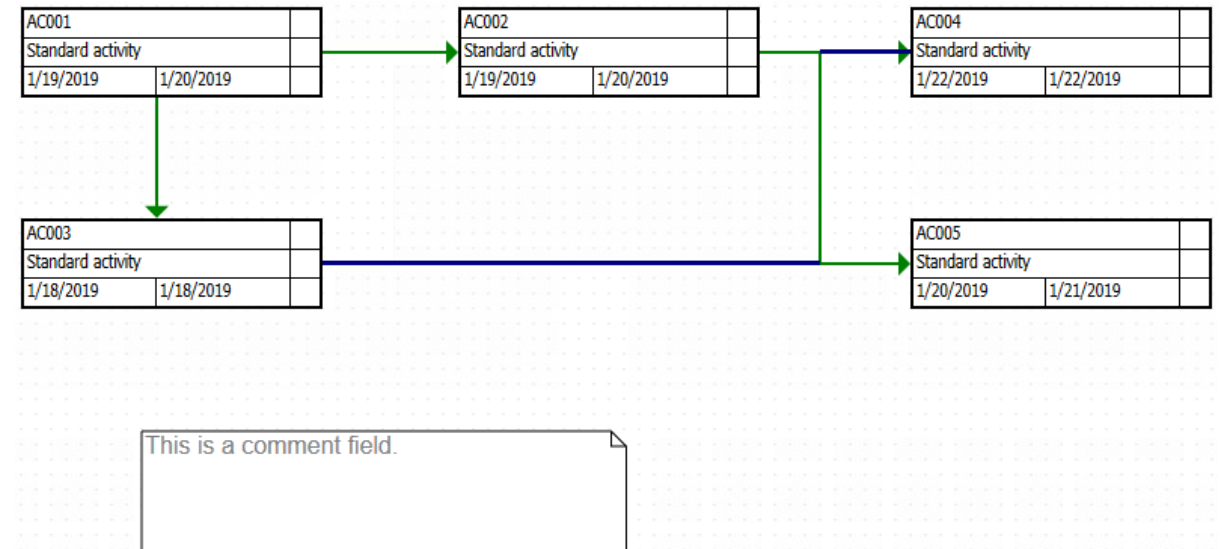 AC001
Standard activity
1/19/2019 1/20/2019
AC002
Standard activity
1/19/2019 1/20/2019
AC004
Standard activity
1/22/2019 1/22/2019
AC003
Standard activity
1/18/2019 1/18/2019
AC005
Standard activity
1/20/2019 1/21/2019
This is a comment field.